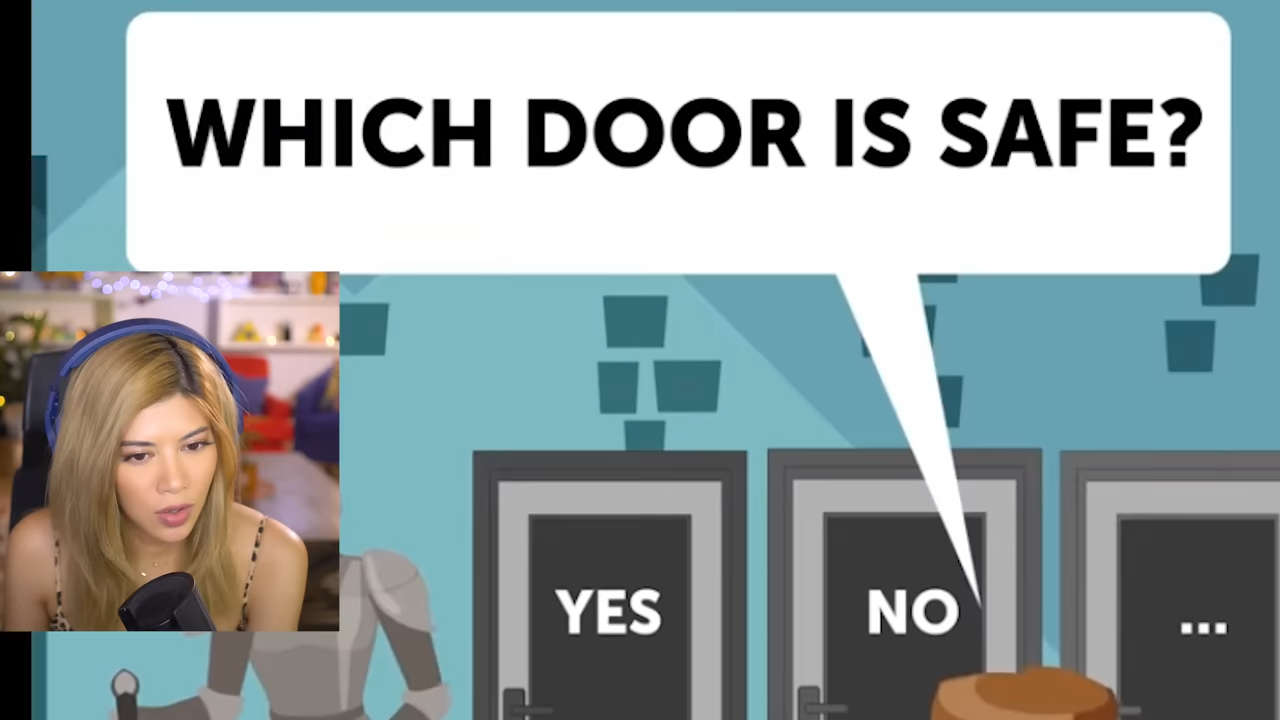 WHICH DOOR IS SAFE?
YES NO ...